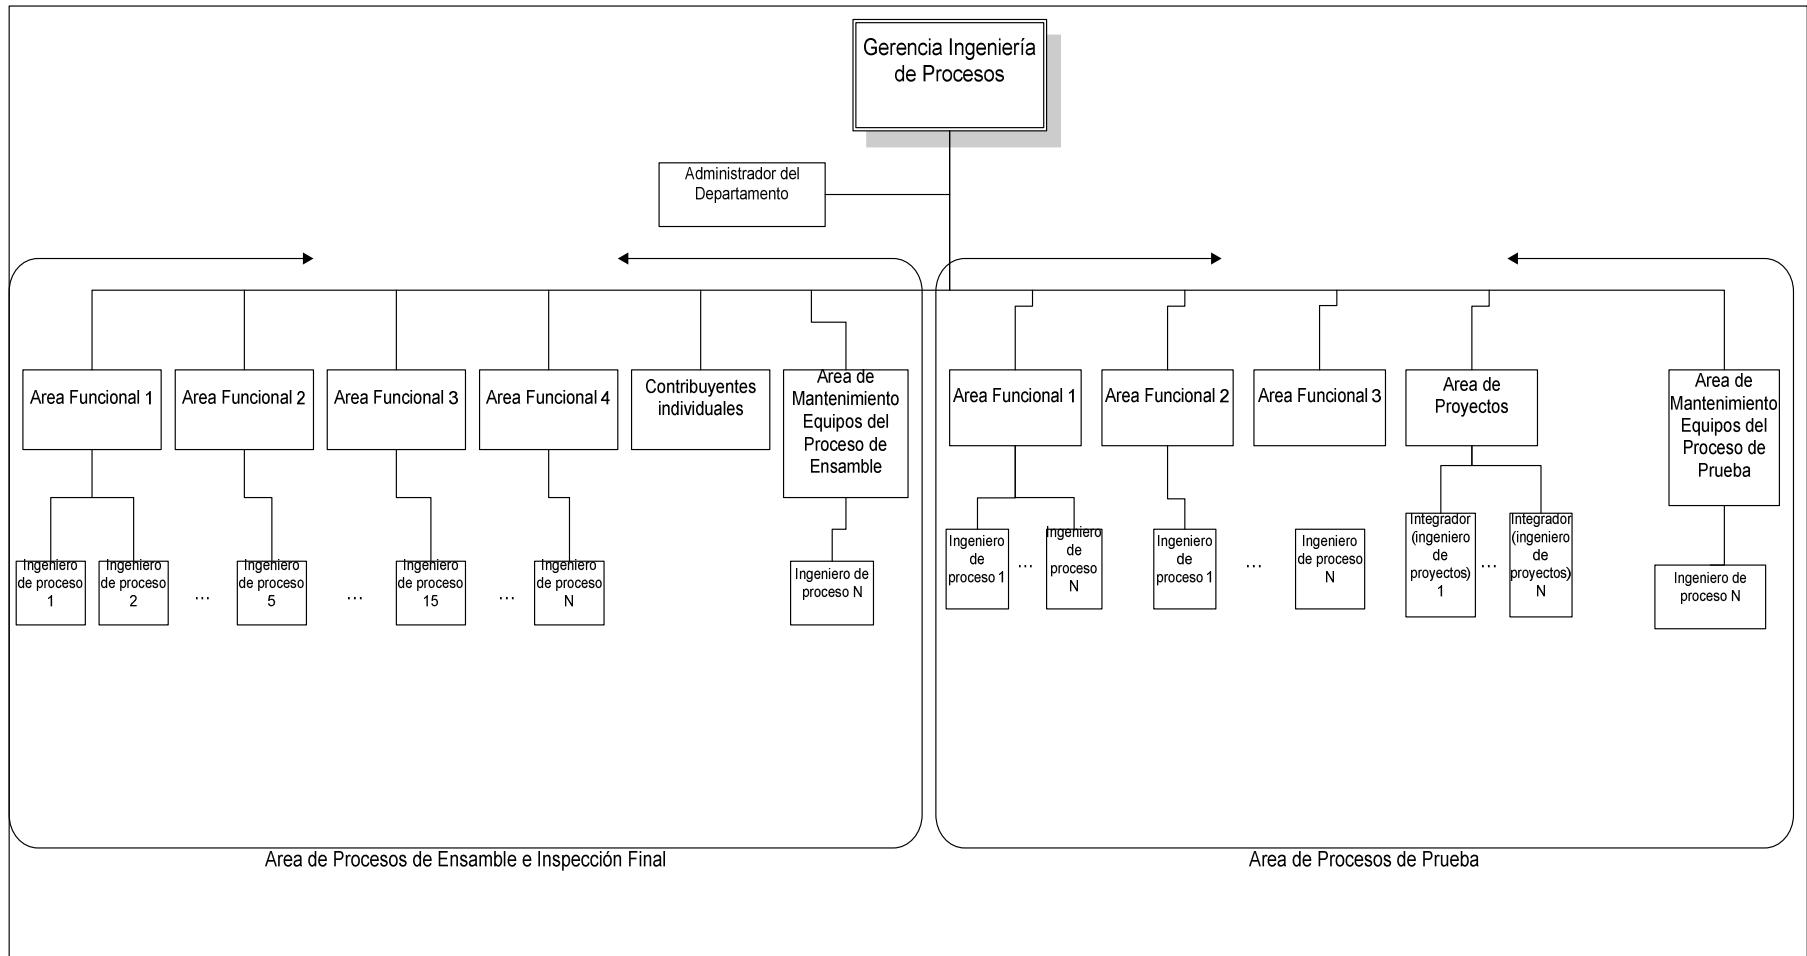 Gerencia Ingeniería
de Procesos
Administrador del
Departamento
Area Funcional 1
Area Funcional 2
Area Funcional 3
Area Funcional 4
Contribuyentes
individuales
Area de
Mantenimiento
Equipos del
Proceso de
Ensamble
Area Funcional 1
Area Funcional 2
Area Funcional 3
Area de
Proyectos
Area de
Mantenimiento
Equipos del
Proceso de
Prueba
Ingeniero
de proceso
1
Ingeniero
de proceso
2
...
Ingeniero
de proceso
5
...
Ingeniero
de proceso
15
...
Ingeniero
de proceso
N
Ingeniero de
proceso N
Ingeniero
de
proceso 1
...
Ingeniero
de
proceso
N
Ingeniero
de
proceso 1
...
Ingeniero
de proceso
N
Integrador
(ingeniero
de
proyectos)
1
...
Integrador
(ingeniero
de
proyectos)
N
Ingeniero de
proceso N
Area de Procesos de Ensamble e Inspección Final
Area de Procesos de Prueba